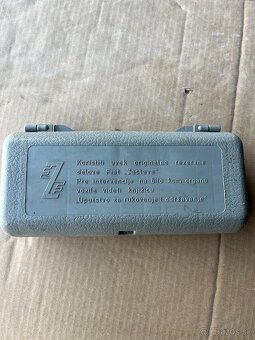 Koristiti uvek originalne rezervne
delove Fiat „Zastava"
Pre intervencije na bilo kom organu
vozila videti knjižicu
„Uputstvo za rukovanje i održavanje"